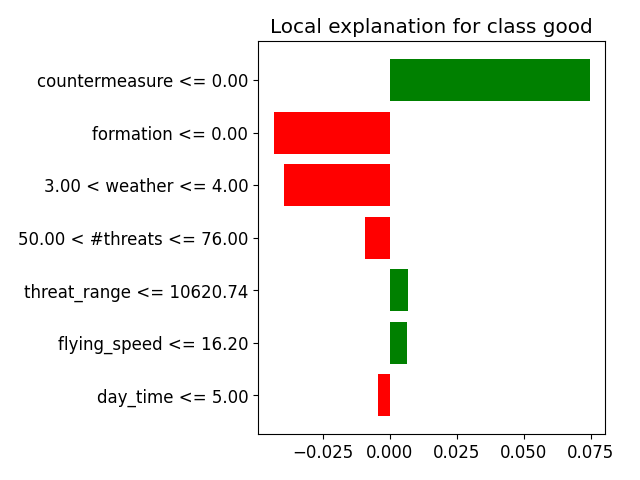 Local explanation for class good
countermeasure <= 0.00
formation <= 0.00
3.00 < weather <= 4.00
50.00 < #threats <= 76.00
threat_range <= 10620.74
flying_speed <= 16.20
day_time <= 5.00
−0.025 0.000 0.025 0.050 0.075